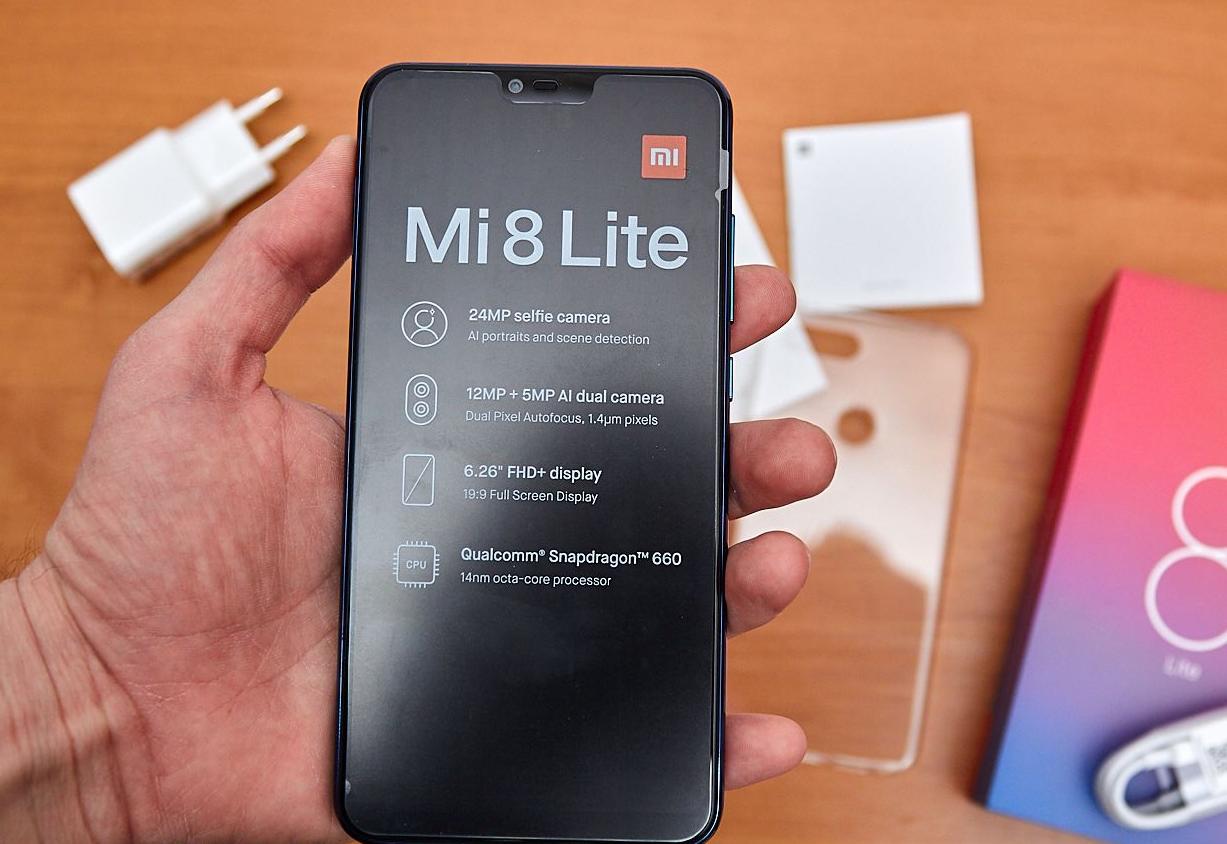 mi
Mi 8 Lite
24MP selfie camera
AI portraits and scene detection
12MP + 5MP AI dual camera
Dual Pixel Autofocus, 1.4μm pixels
6.26" FHD+ display
19:9 Full Screen Display
CPU
Qualcomm® Snapdragon™ 660
14nm octa-core processor
8
Lite